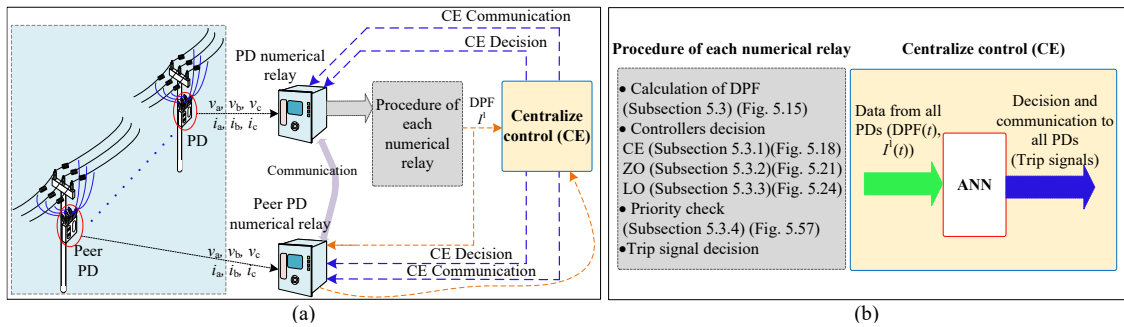 CE Communication
CE Decision
PD numerical
relay
va, vb, vc
ia, ib, ic
PD
Procedure of
each
numerical
relay
DPF
I¹
Centralize
control (CE)
Communication
Peer PD
numerical relay
Peer
PD
va, vb, vc
ia, ib, ic
CE Decision
CE Communication
(a)
Procedure of each numerical relay
• Calculation of DPF
(Subsection 5.3) (Fig. 5.15)
• Controllers decision
CE (Subsection 5.3.1)(Fig. 5.18)
ZO (Subsection 5.3.2)(Fig. 5.21)
LO (Subsection 5.3.3)(Fig. 5.24)
• Priority check
(Subsection 5.3.4) (Fig. 5.57)
•Trip signal decision
Centralize control (CE)
Data from all
PDs (DPF(t),
I¹(t))
ANN
Decision and
communication to
all PDs
(Trip signals)
(b)